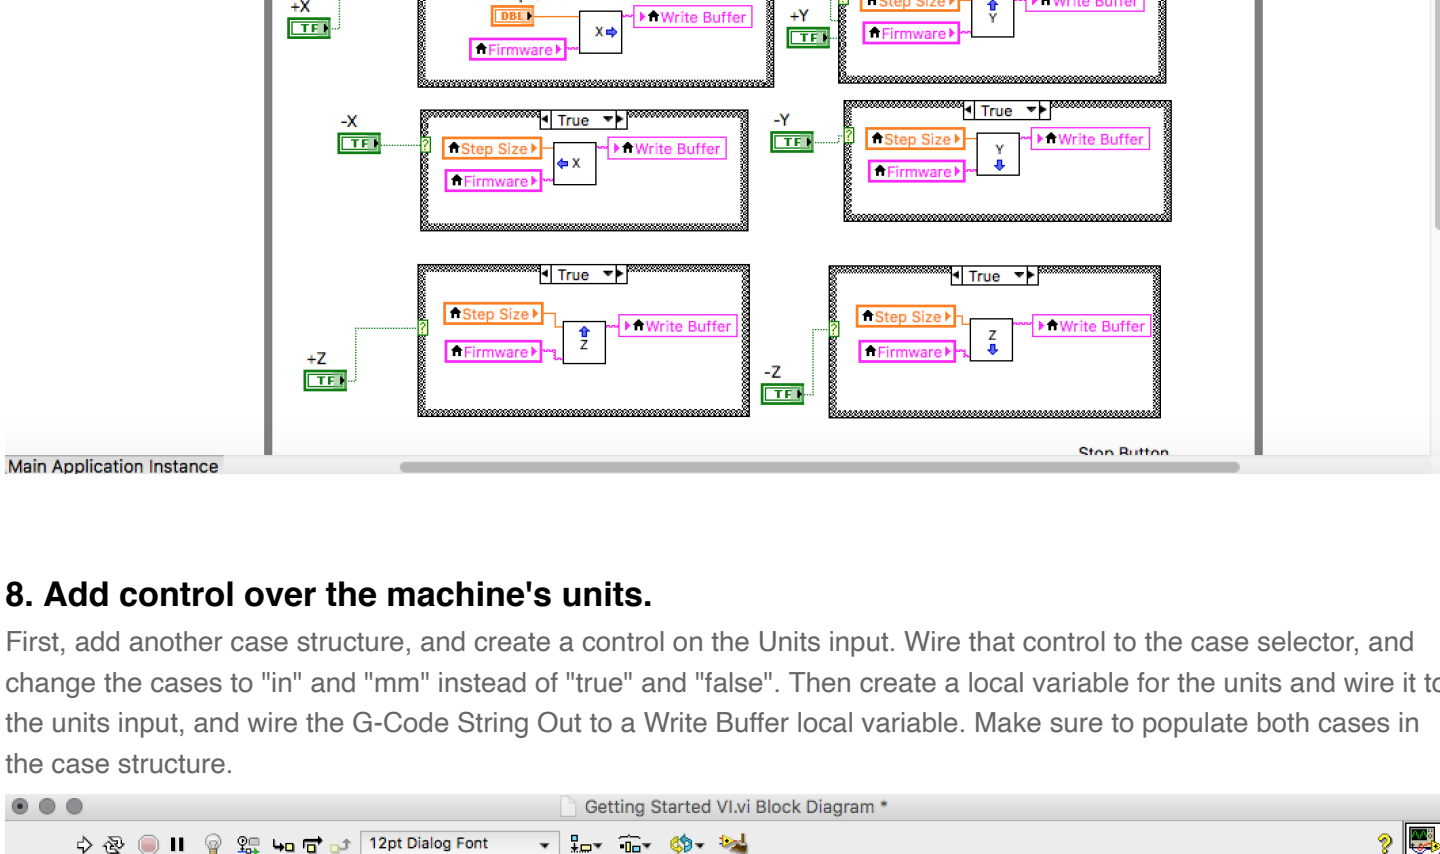 +X
DBL
Write Buffer
Step Size
Write Buffer
TF
X
Firmware
+Y
TF
Firmware
Y
-X
TF
True
?
Step Size
Write Buffer
X
Firmware
-Y
TF
True
?
Step Size
Write Buffer
Y
Firmware
True
?
Step Size
Write Buffer
Z
Firmware
+Z
TF
True
?
Step Size
Write Buffer
Z
Firmware
-Z
TF
Stop Button
Main Application Instance
8. Add control over the machine's units.
First, add another case structure, and create a control on the Units input. Wire that control to the case selector, and
change the cases to "in" and "mm" instead of "true" and "false". Then create a local variable for the units and wire it to
the units input, and wire the G-Code String Out to a Write Buffer local variable. Make sure to populate both cases in
the case structure.
Getting Started VI.vi Block Diagram *
12pt Dialog Font
?